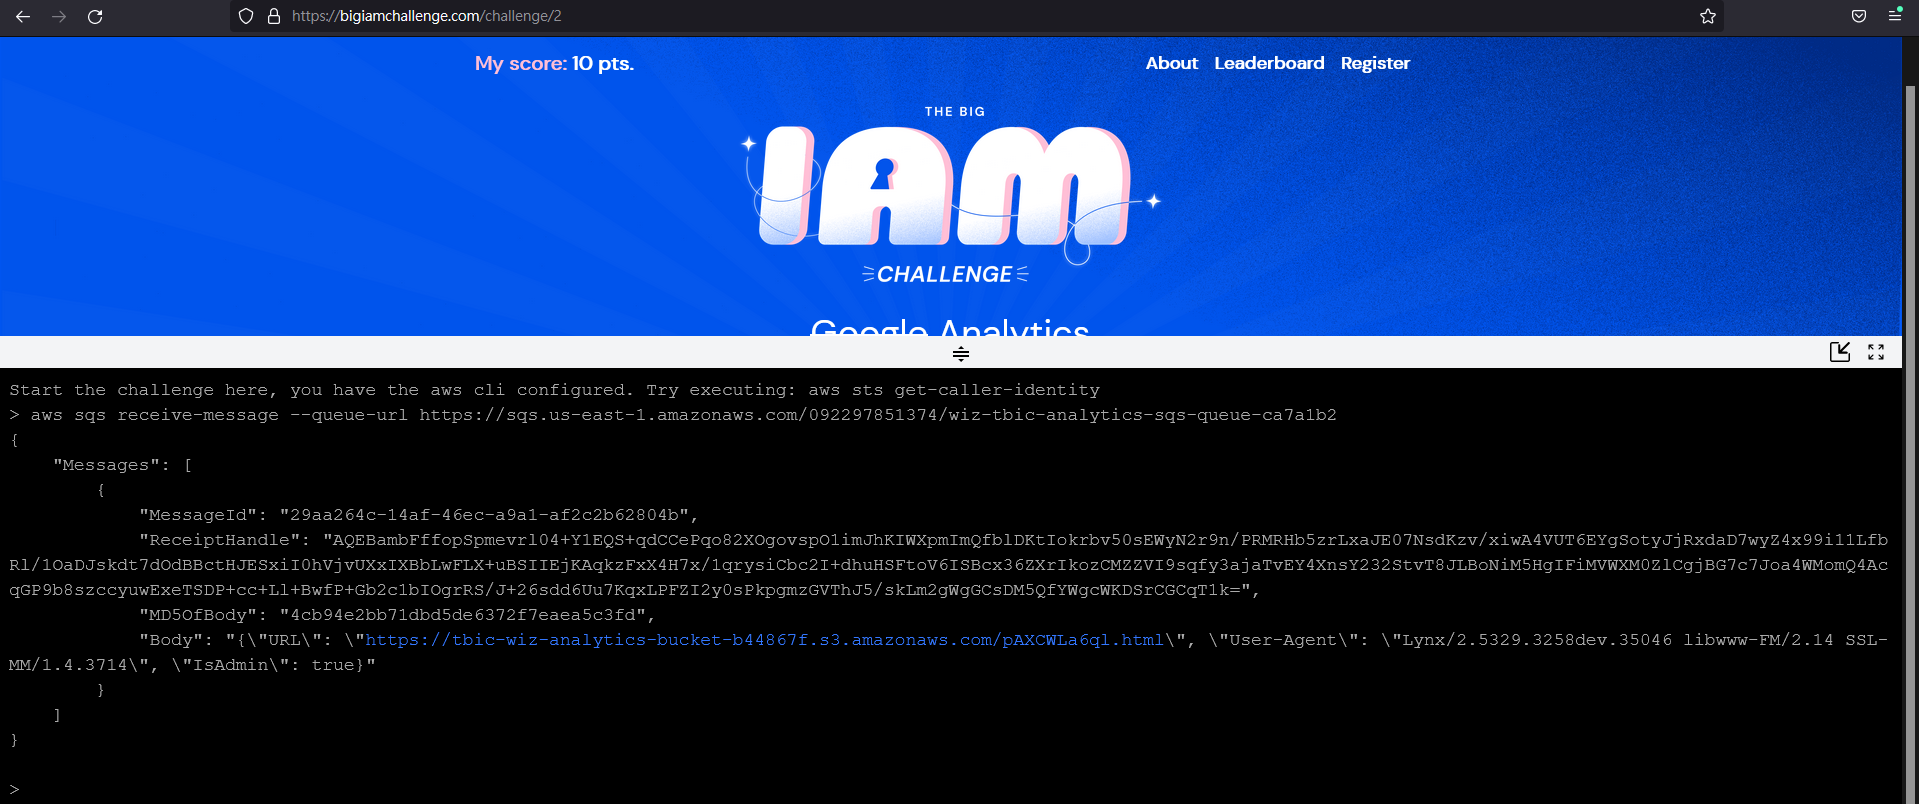 https://bigiamchallenge.com/challenge/2
My score: 10 pts.
About Leaderboard Register
THE BIG
IAM
CHALLENGE
Google Analytics
Start the challenge here, you have the aws cli configured. Try executing: aws sts get-caller-identity
> aws sqs receive-message --queue-url https://sqs.us-east-1.amazonaws.com/092297851374/wiz-tbic-analytics-sqs-queue-ca7a1b2
{
"Messages": [
{
"MessageId": "29aa264c-14af-46ec-a9a1-af2c2b62804b",
"ReceiptHandle": "AQEBambFffopSpmevrl04+Y1EQS+qdCCePqo82XOgovspO1imJhKIWXpmImQfblDKtIokrbv50sEWyN2r9n/PRMRHb5zrLxaJE07NsdKzv/xiwA4VUT6EYgSotyJjRxdaD7wyZ4x99i11Lfb
Rl/1OaDJskdt7dOdBBctHJESxiI0hVjvUXxIXBbLwFLX+uBSIIEjKAqkzFxX4H7x/1qrysiCbc2I+dhuHSFtoV6ISBcx36ZXrIkozCMZZVI9sqfy3ajaTvEY4XnsY232StvT8JLBoNiM5HgIFiMVWXM0ZlCgjBG7c7Joa4WMomQ4Ac
qGP9b8szccyuwExeTSDP+cc+Ll+BwfP+Gb2c1bIOgrRS/J+26sdd6Uu7KqxLPFZI2y0sPkpgmzGVThJ5/skLm2gWgGCsDM5QfYWgcWKDSrCGCqT1k=",
"MD5OfBody": "4cb94e2bb71dbd5de6372f7eaea5c3fd",
"Body": "{\"URL\": \"https://tbic-wiz-analytics-bucket-b44867f.s3.amazonaws.com/pAXCWLa6ql.html\", \"User-Agent\": \"Lynx/2.5329.3258dev.35046 libwww-FM/2.14 SSL-
MM/1.4.3714\", \"IsAdmin\": true}"
}
]
}
>